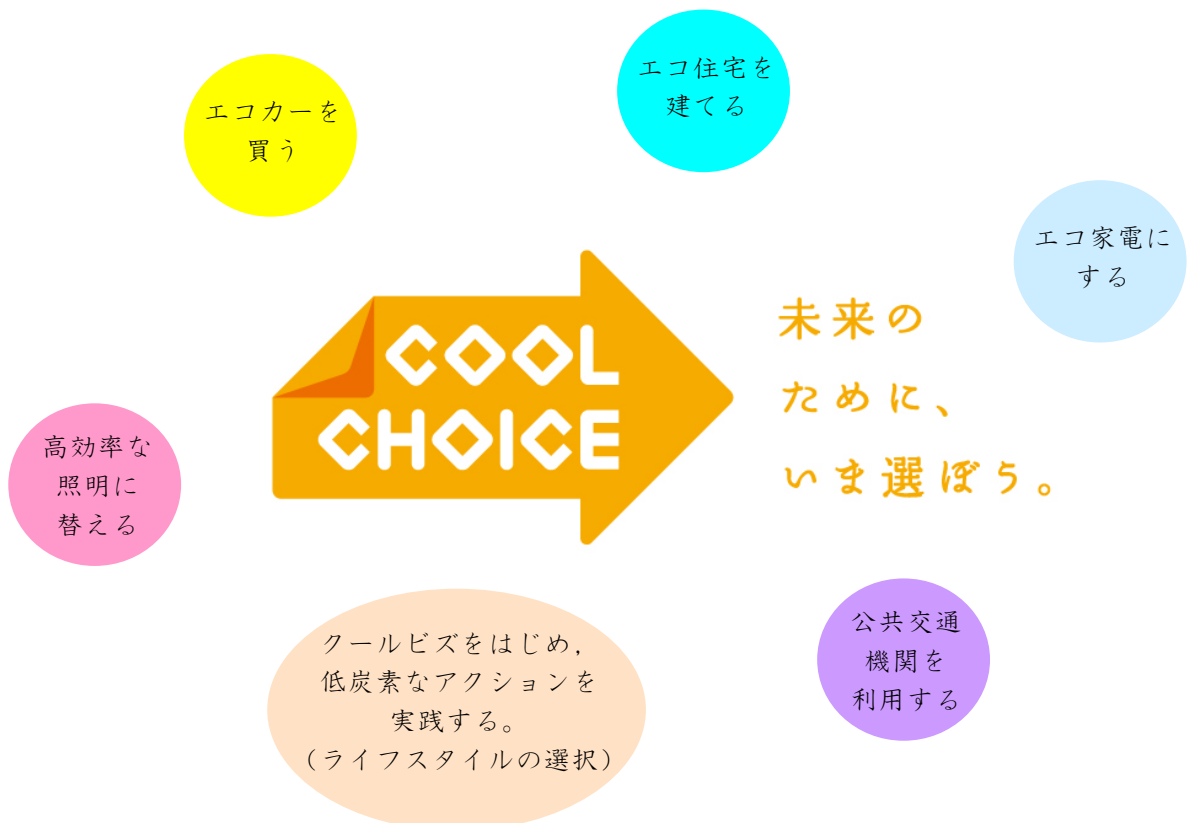 エコ住宅を
建てる
エコカーを
買う
エコ家電に
する
COOL
CHOICE
未来の
ために、
いま選ぼう。
高効率な
照明に
替える
公共交通
機関を
利用する
クールビズをはじめ,
低炭素なアクションを
実践する。
(ライフスタイルの選択)